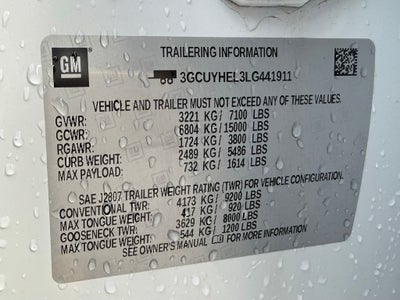 GM
TRAILERING INFORMATION
3GCUYHEL3LG441911
VEHICLE AND TRAILER MUST NOT EXCEED ANY OF THESE VALUES.
GVWR: 3221 KG/ 7100 LBS
GCWR: 6804 KG/ 15000 LBS
RGAWR: 1724 KG/ 3800 LBS
CURB WEIGHT: 2489 KG/ 5486 LBS
MAX PAYLOAD: 732 KG/ 1614 LBS
SAE J2807 TRAILER WEIGHT RATING (TWR) FOR VEHICLE CONFIGURATION.
CONVENTIONAL TWR: 4173 KG/ 9200 LBS
MAX TONGUE WEIGHT: 417 KG/ 920 LBS
GOOSENECK TWR: 3629 KG/ 8000 LBS
MAX TONGUE WEIGHT: 544 KG/ 1200 LBS
SEE OWNER'S MANUAL FOR MORE INFORMATION